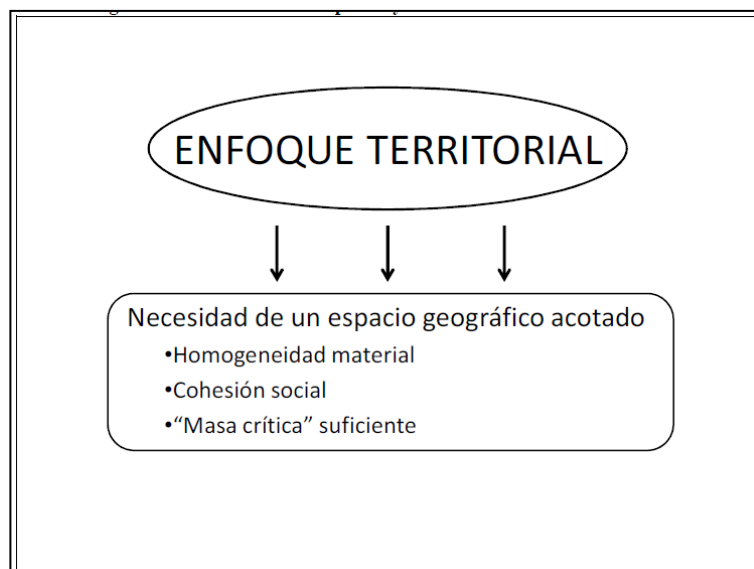 ENFOQUE TERRITORIAL
Necesidad de un espacio geográfico acotado
•Homogeneidad material
•Cohesión social
•“Masa crítica” suficiente